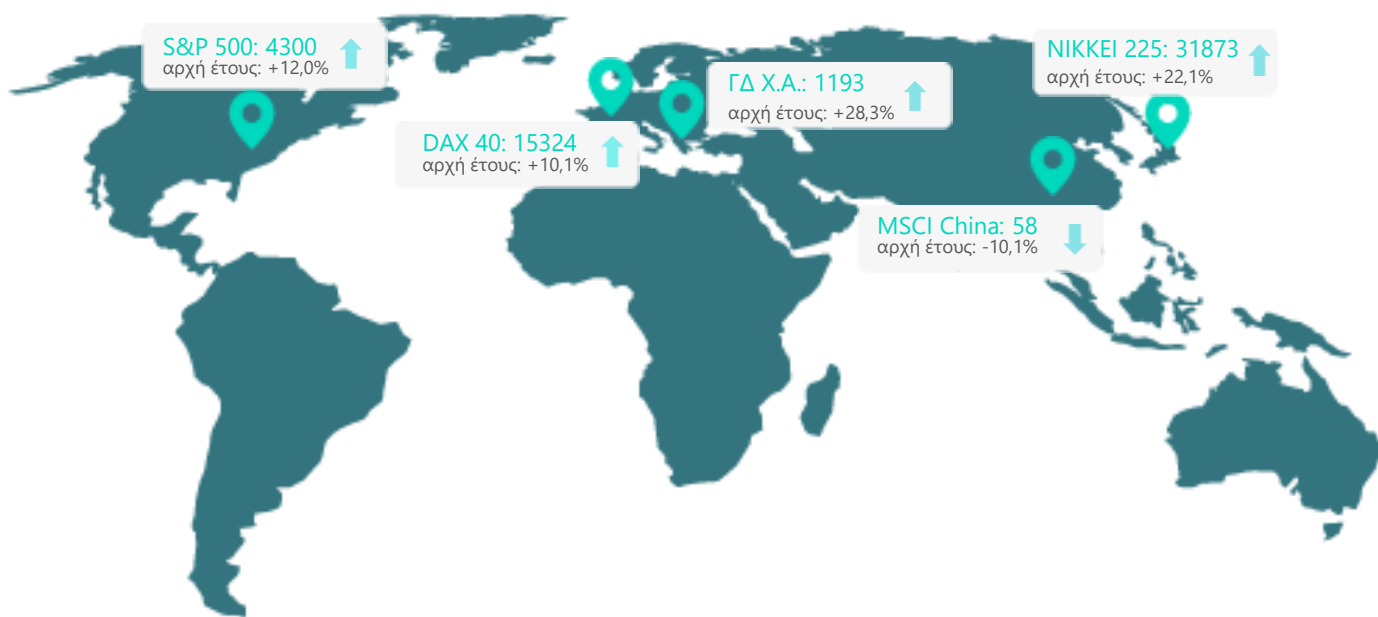 S&P 500: 4300
αρχή έτους: +12,0%
DAX 40: 15324
αρχή έτους: +10,1%
ΓΔ Χ.Α.: 1193
αρχή έτους: +28,3%
NIKKEI 225: 31873
αρχή έτους: +22,1%
MSCI China: 58
αρχή έτους: -10,1%